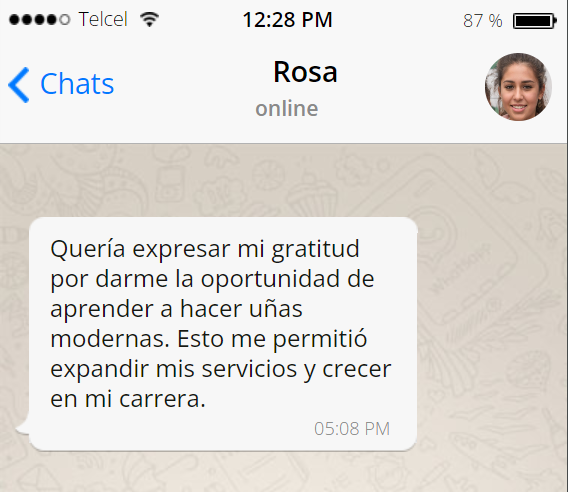 Telcel 12:28 PM 87 %
Chats Rosa
online
Quería expresar mi gratitud
por darme la oportunidad de
aprender a hacer uñas
modernas. Esto me permitió
expandir mis servicios y crecer
en mi carrera.
05:08 PM